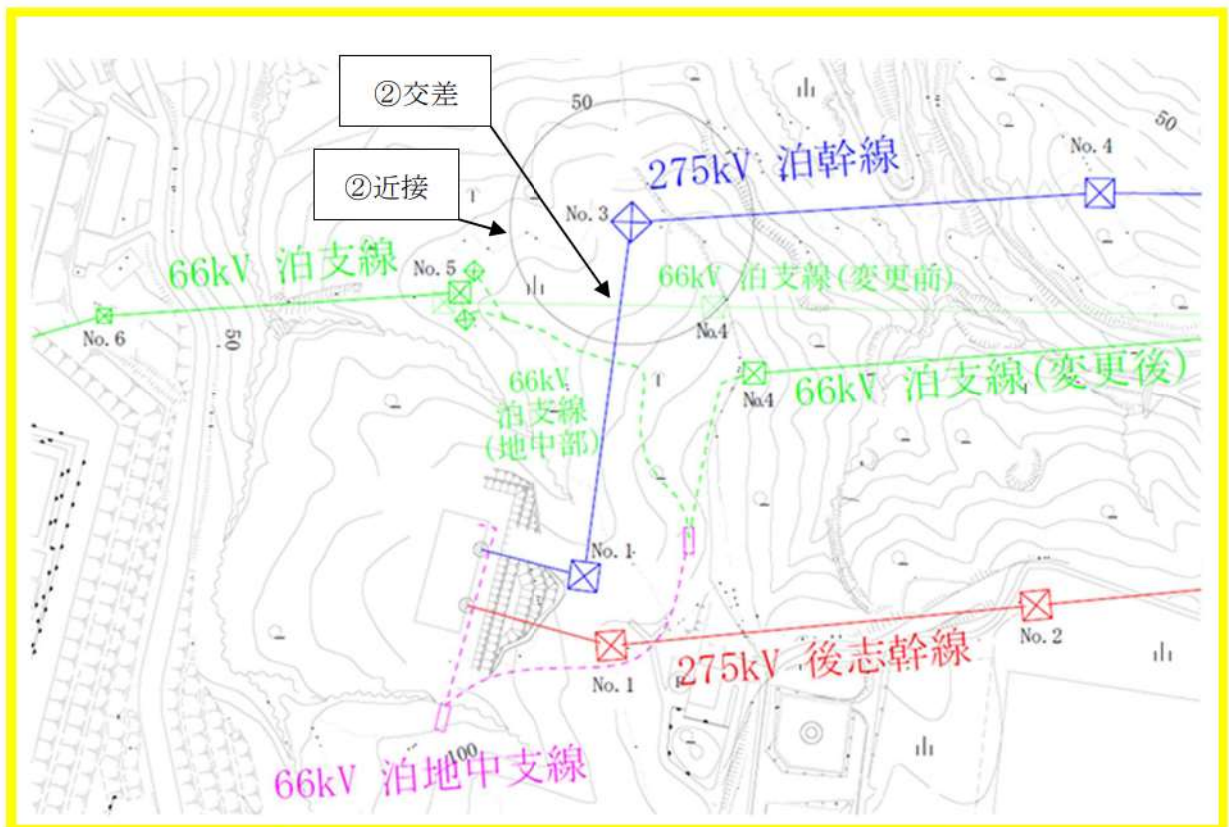 ②交差
②近接
50
275kV 泊幹線
No.4
50
No.3
66kV 泊支線
No.5
66kV 泊支線(変更前)
No.4
No.6
50
66kV
泊支線
(地中部)
No.4
66kV 泊支線(変更後)
No.1
No.2
275kV 後志幹線
No.1
P
100
66kV 泊地中支線